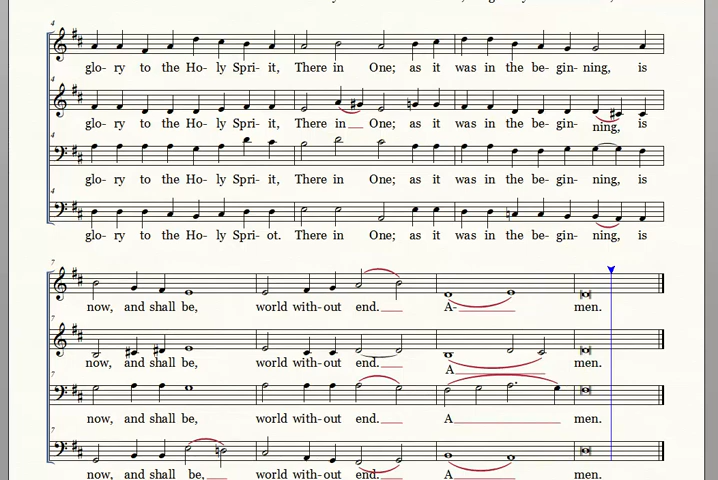 4
glo- ry to the Ho- ly Spri- it, There in One; as it was in the be- gin- ning, is
4
glo- ry to the Ho- ly Spri- it, There in One; as it was in the be- gin- ning, is
4
glo- ry to the Ho- ly Spri- it, There in One; as it was in the be- gin- ning, is
4
glo- ry to the Ho- ly Spri- ot. There in One; as it was in the be- gin- ning, is
7
now, and shall be, world with-out end. A- men.
7
now, and shall be, world with-out end. A men.
7
now, and shall be, world with-out end. A men.
7
now, and shall be, world with-out end. A men.